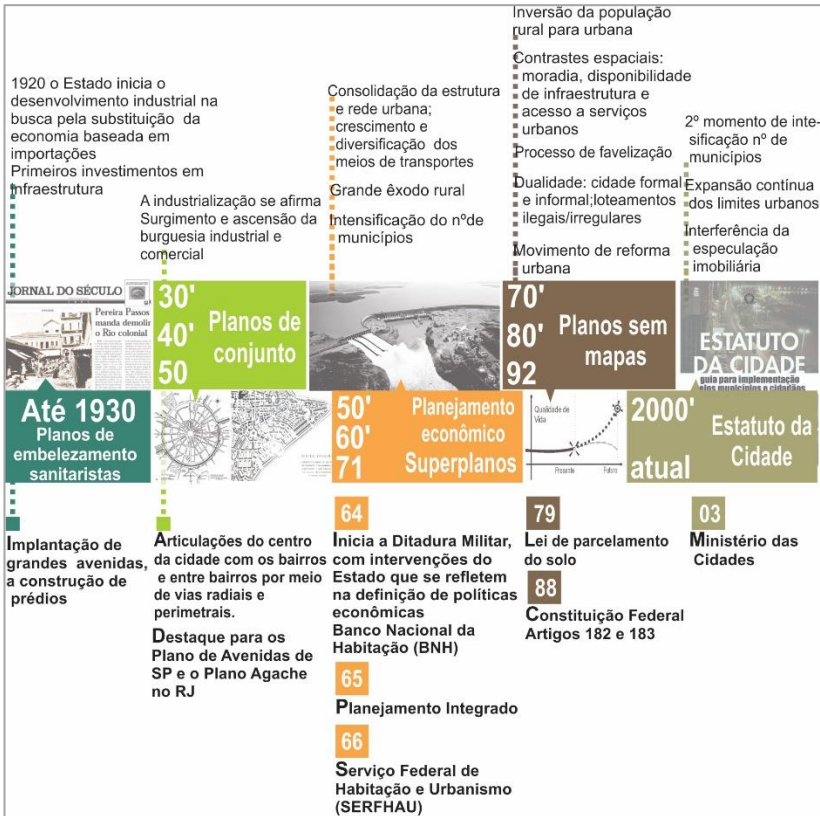 1920 o Estado inicia o
desenvolvimento industrial na
busca pela substituição da
economia baseada em
importações
Primeiros investimentos em
infraestrutura
A industrialização se afirma
Surgimento e ascensão da
burguesia industrial e
comercial
Consolidação da estrutura
e rede urbana;
crescimento e
diversificação dos
meios de transportes
Grande êxodo rural
Intensificação do nºde
municípios
Inversão da população
rural para urbana
Contrastes espaciais:
moradia, disponibilidade
de infraestrutura e
acesso a serviços
urbanos
Processo de favelização
Dualidade: cidade formal
e informal;loteamentos
ilegais/irregulares
Movimento de reforma
urbana
2º momento de inte-
sificação nº de
municípios
Expansão contínua
dos limites urbanos
Interferência da
especulação
imobiliária
JORNAL DO SÉCULO
Pereira Passos
manda demolir
o Rio colonial
30'
40'
50
Planos de
conjunto
70'
80'
92
Planos sem
mapas
ESTATUTO
DA CIDADE
guia para implementação
pelos municípios e cidadãos
Até 1930
Planos de
embelezamento
sanitaristas
50'
60'
71
Planejamento
econômico
Superplanos
Qualidade de
Vida
Presente
Futuro
2000'
atual
Estatuto da
Cidade
Implantação de
grandes avenidas,
a construção de
prédios
Articulações do centro
da cidade com os bairros
e entre bairros por meio
de vias radiais e
perimetrais.
Destaque para os
Plano de Avenidas de
SP e o Plano Agache
no RJ
64
Inicia a Ditadura Militar,
com intervenções do
Estado que se refletem
na definição de políticas
econômicas
Banco Nacional da
Habitação (BNH)
65
Planejamento Integrado
66
Serviço Federal de
Habitação e Urbanismo
(SERFHAU)
79
Lei de parcelamento
do solo
88
Constituição Federal
Artigos 182 e 183
03
Ministério das
Cidades